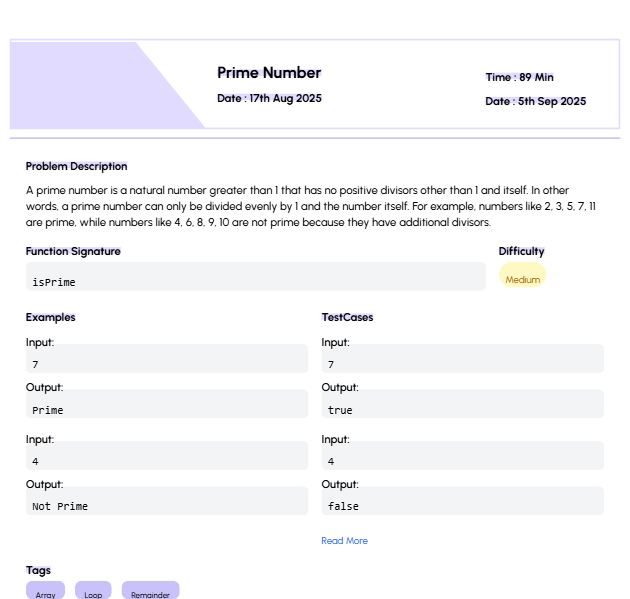 Prime Number
Date : 17th Aug 2025
Time : 89 Min
Date : 5th Sep 2025
Problem Description
A prime number is a natural number greater than 1 that has no positive divisors other than 1 and itself. In other
words, a prime number can only be divided evenly by 1 and the number itself. For example, numbers like 2, 3, 5, 7, 11
are prime, while numbers like 4, 6, 8, 9, 10 are not prime because they have additional divisors.
Function Signature
isPrime
Difficulty
Medium
Examples
Input:
7
Output:
Prime
Input:
4
Output:
Not Prime
TestCases
Input:
7
Output:
true
Input:
4
Output:
false
Read More
Tags
Array
Loop
Remainder